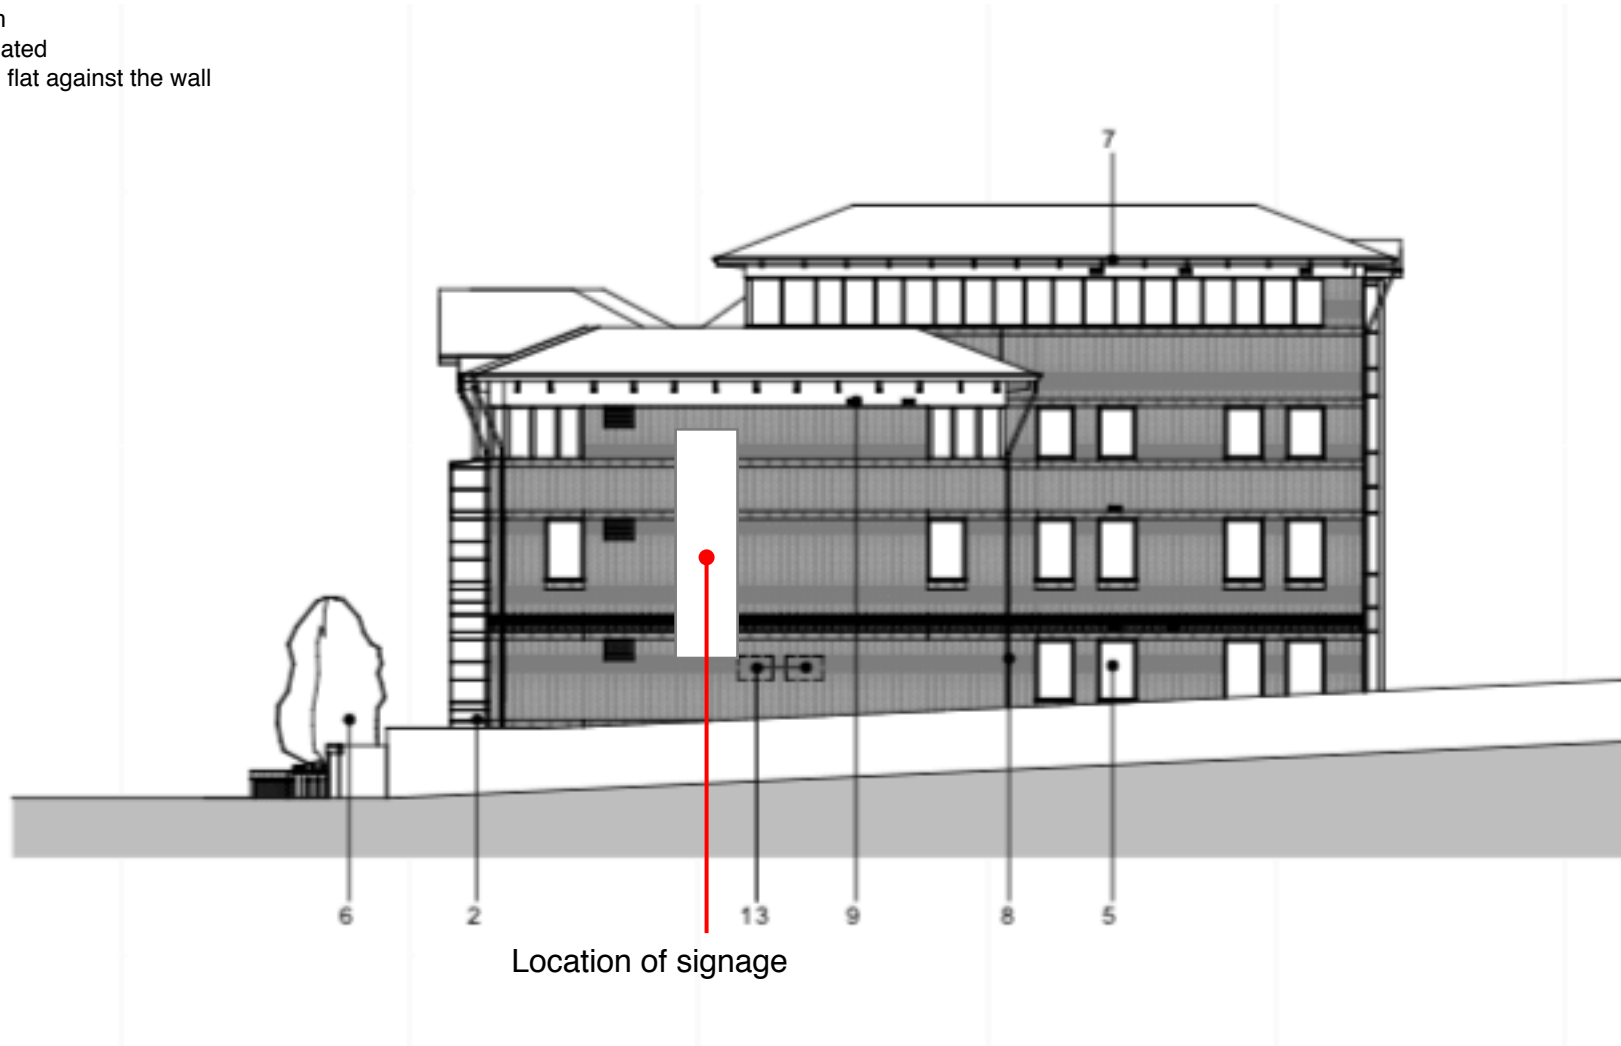 n
ated
flat against the wall
7
6
2
13
9
8
5
Location of signage